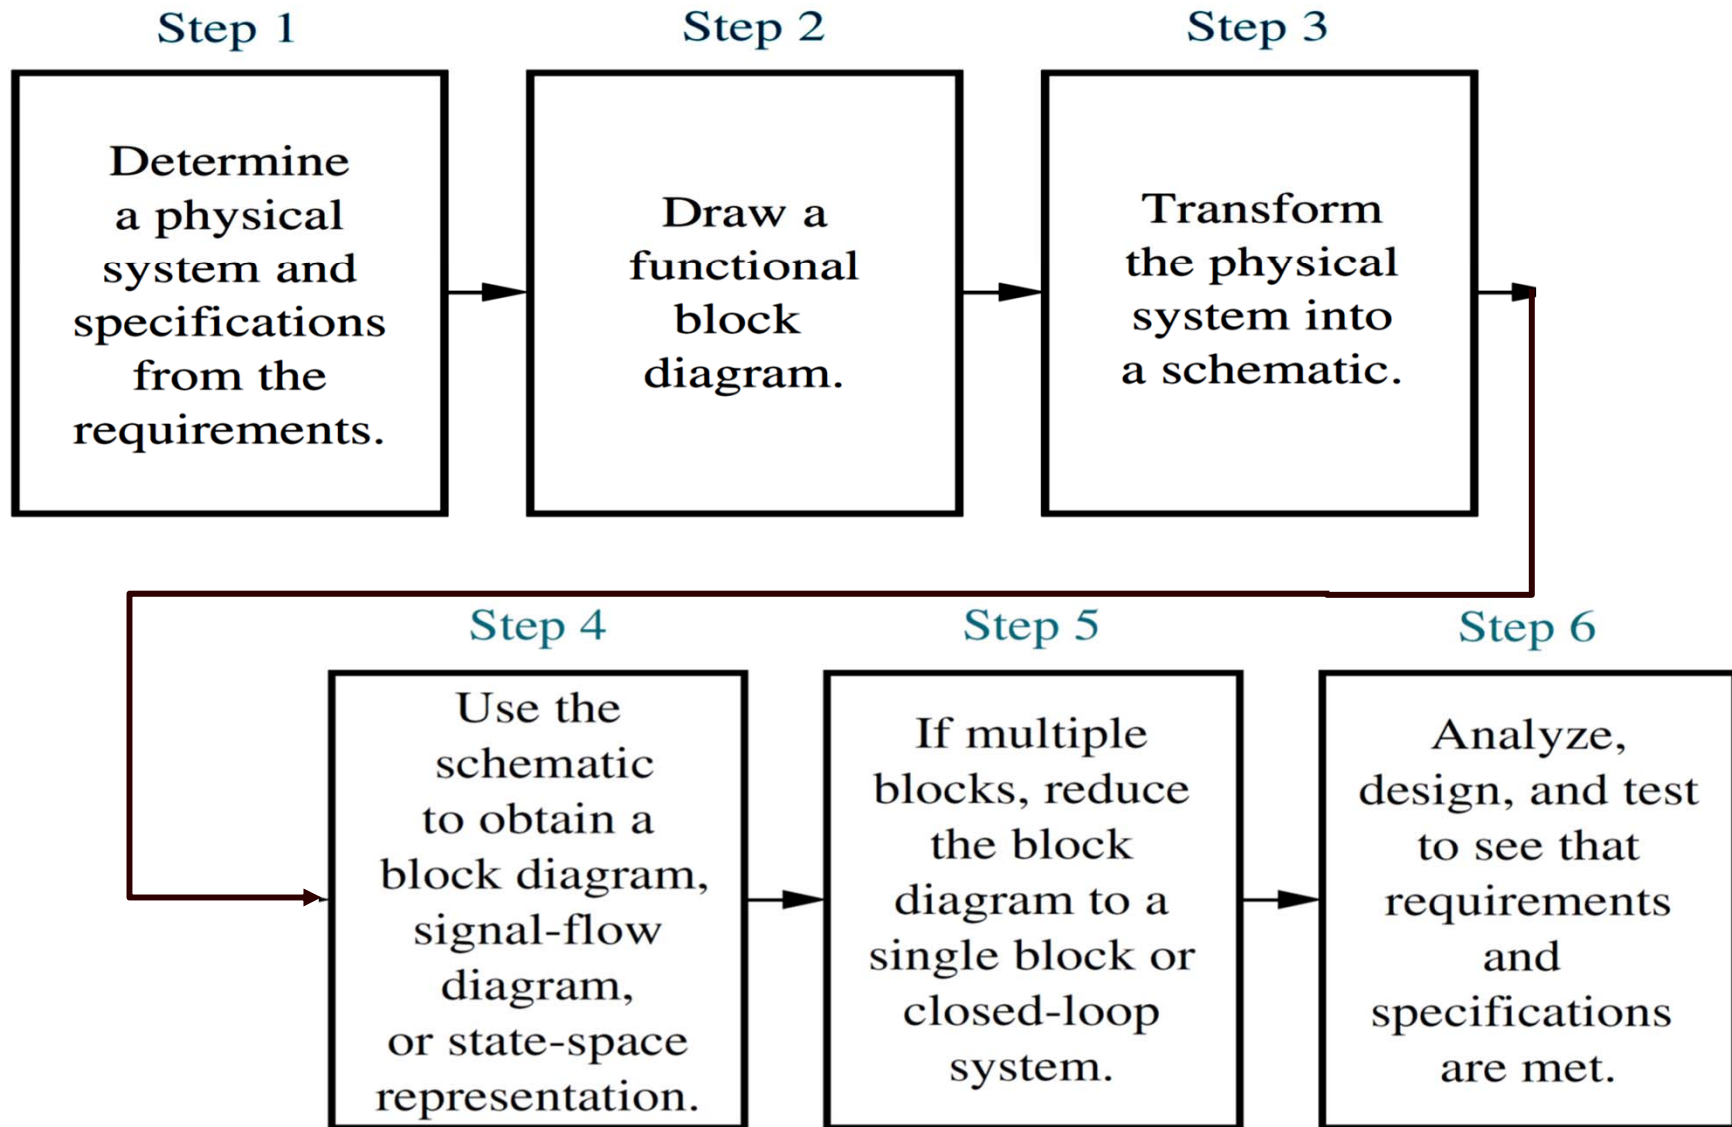 Step 1
Determine
a physical
system and
specifications
from the
requirements.
Step 2
Draw a
functional
block
diagram.
Step 3
Transform
the physical
system into
a schematic.
Step 4
Use the
schematic
to obtain a
block diagram,
signal-flow
diagram,
or state-space
representation.
Step 5
If multiple
blocks, reduce
the block
diagram to a
single block or
closed-loop
system.
Step 6
Analyze,
design, and test
to see that
requirements
and
specifications
are met.